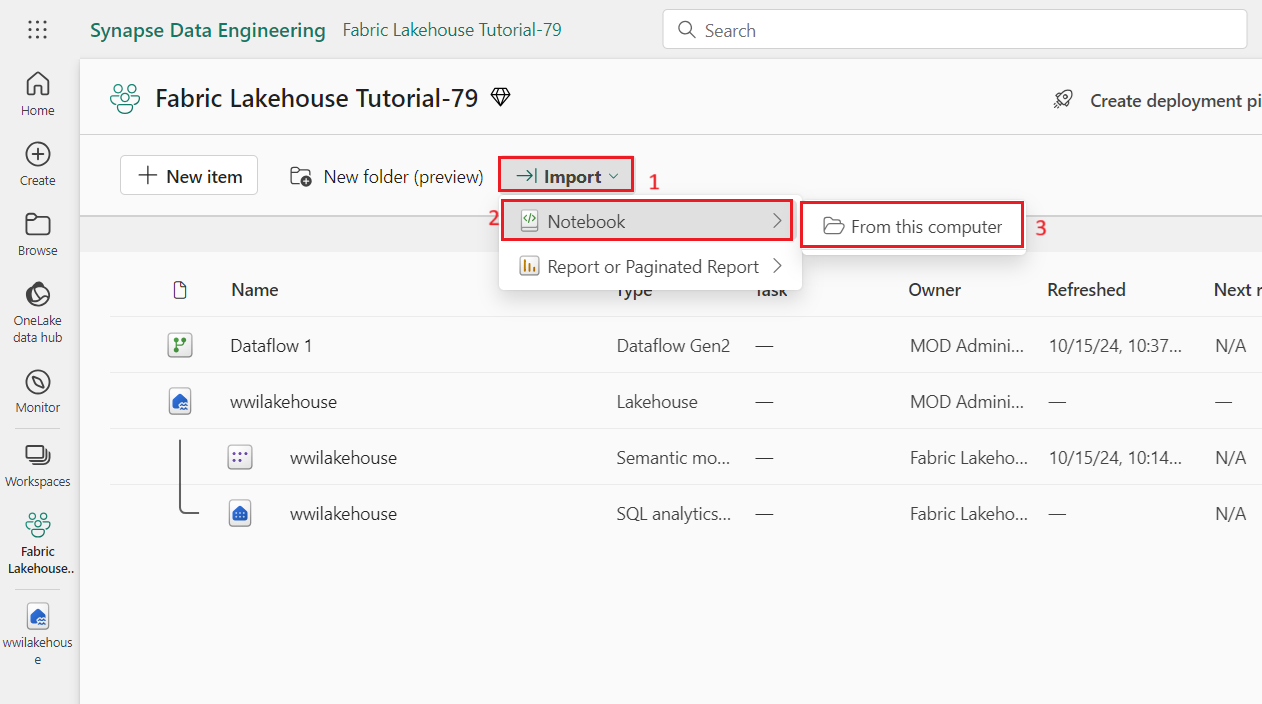 Synapse Data Engineering Fabric Lakehouse Tutorial-79 Search
Home
Create
Browse
OneLake
data hub
Monitor
Workspaces
Fabric
Lakehouse..
wwilakehous
e
Fabric Lakehouse Tutorial-79 Create deployment pi
New item New folder (preview) Import 1
2 Notebook From this computer 3
Report or Paginated Report
Name Type Task Owner Refreshed Next r
Dataflow 1 Dataflow Gen2 — MOD Admini... 10/15/24, 10:37... N/A
wwilakehouse Lakehouse — MOD Admini... — —
wwilakehouse Semantic mo... — Fabric Lakeho... 10/15/24, 10:14... N/A
wwilakehouse SQL analytics... — Fabric Lakeho... — N/A